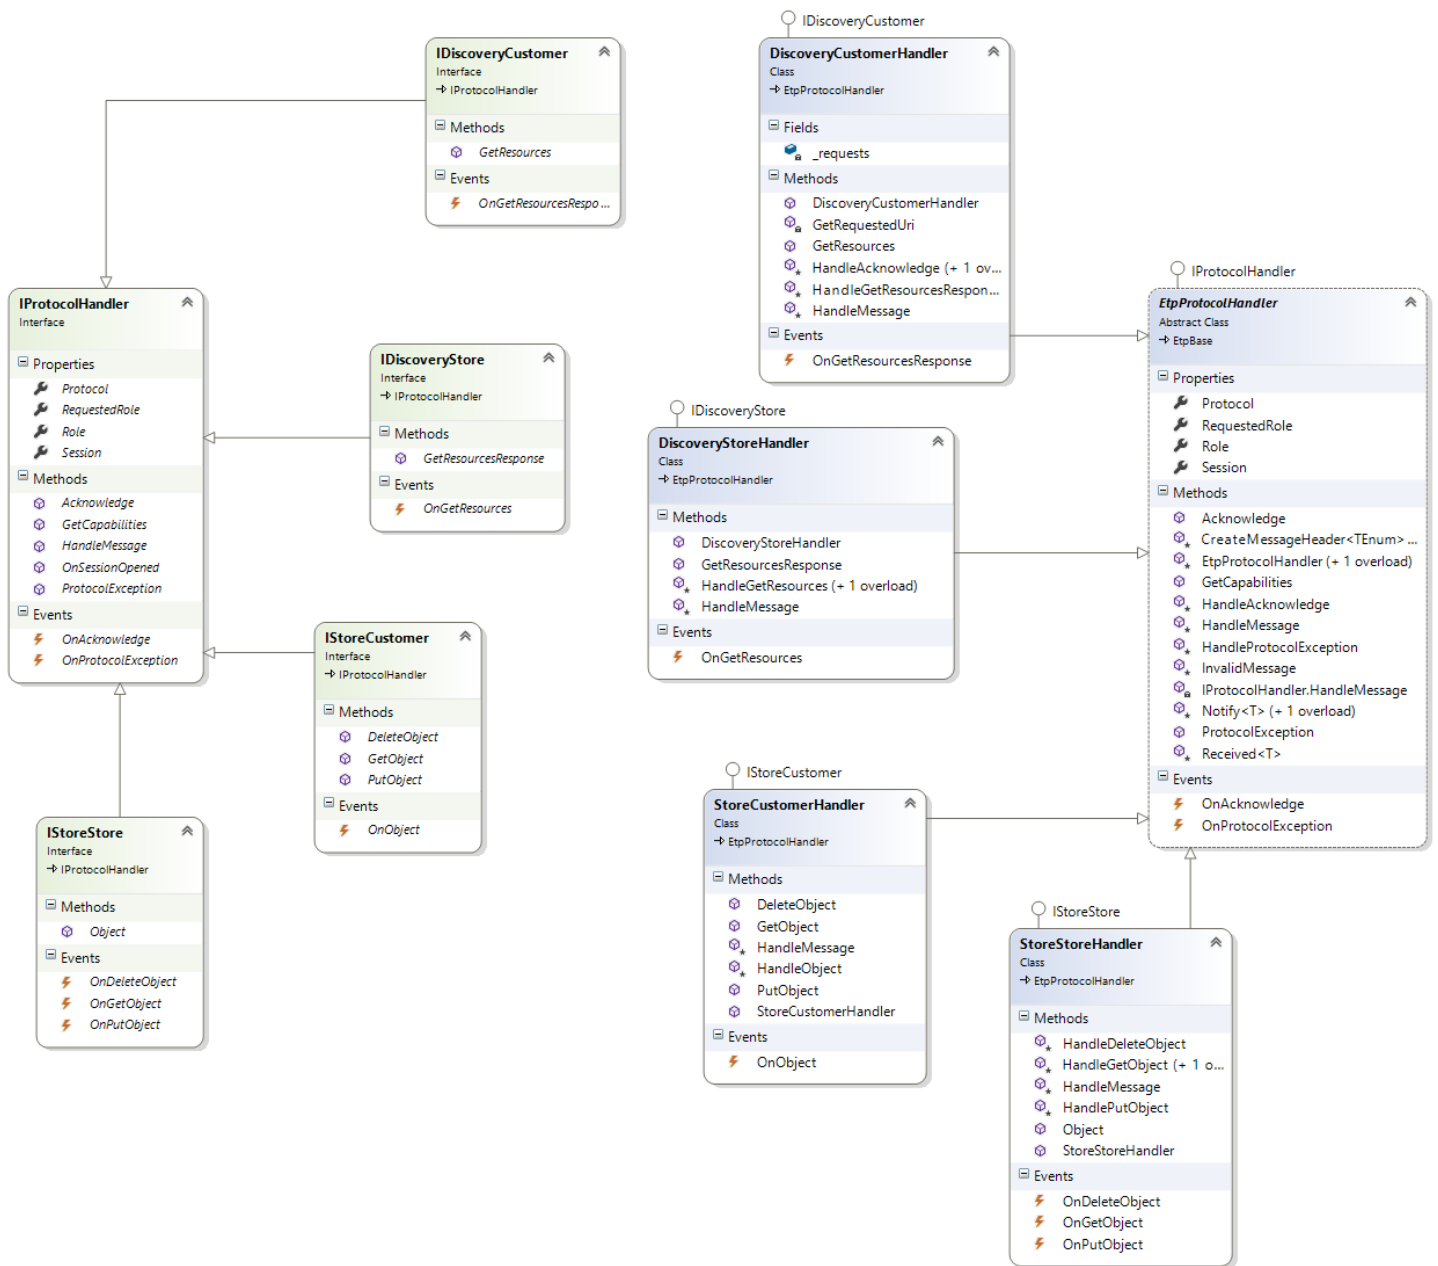 IDiscoveryCustomer
Interface
IProtocolHandler
Methods
GetResources
Events
OnGetResourcesRespo...
IProtocolHandler
Interface
Properties
Protocol
RequestedRole
Role
Session
Methods
Acknowledge
GetCapabilities
HandleMessage
OnSessionOpened
ProtocolException
Events
OnAcknowledge
OnProtocolException
IDiscoveryStore
Interface
IProtocolHandler
Methods
GetResourcesResponse
Events
OnGetResources
IStoreCustomer
Interface
IProtocolHandler
Methods
DeleteObject
GetObject
PutObject
Events
OnObject
IStoreStore
Interface
IProtocolHandler
Methods
Object
Events
OnDeleteObject
OnGetObject
OnPutObject
IDiscoveryCustomer
DiscoveryCustomerHandler
Class
EtpProtocolHandler
Fields
_requests
Methods
DiscoveryCustomerHandler
GetRequestedUri
GetResources
HandleAcknowledge (+ 1 ov...
HandleGetResourcesRespon...
HandleMessage
Events
OnGetResourcesResponse
IDiscoveryStore
DiscoveryStoreHandler
Class
EtpProtocolHandler
Methods
DiscoveryStoreHandler
GetResourcesResponse
HandleGetResources (+ 1 overload)
HandleMessage
Events
OnGetResources
IStoreCustomer
StoreCustomerHandler
Class
EtpProtocolHandler
Methods
DeleteObject
GetObject
HandleMessage
HandleObject
PutObject
StoreCustomerHandler
Events
OnObject
IProtocolHandler
EtpProtocolHandler
Abstract Class
EtpBase
Properties
Protocol
RequestedRole
Role
Session
Methods
Acknowledge
CreateMessageHeader<TEnum> ...
EtpProtocolHandler (+ 1 overload)
GetCapabilities
HandleAcknowledge
HandleMessage
HandleProtocolException
InvalidMessage
IProtocolHandler.HandleMessage
Notify<T> (+ 1 overload)
ProtocolException
Received<T>
Events
OnAcknowledge
OnProtocolException
IStoreStore
StoreStoreHandler
Class
EtpProtocolHandler
Methods
HandleDeleteObject
HandleGetObject (+ 1 o...
HandleMessage
HandlePutObject
Object
StoreStoreHandler
Events
OnDeleteObject
OnGetObject
OnPutObject